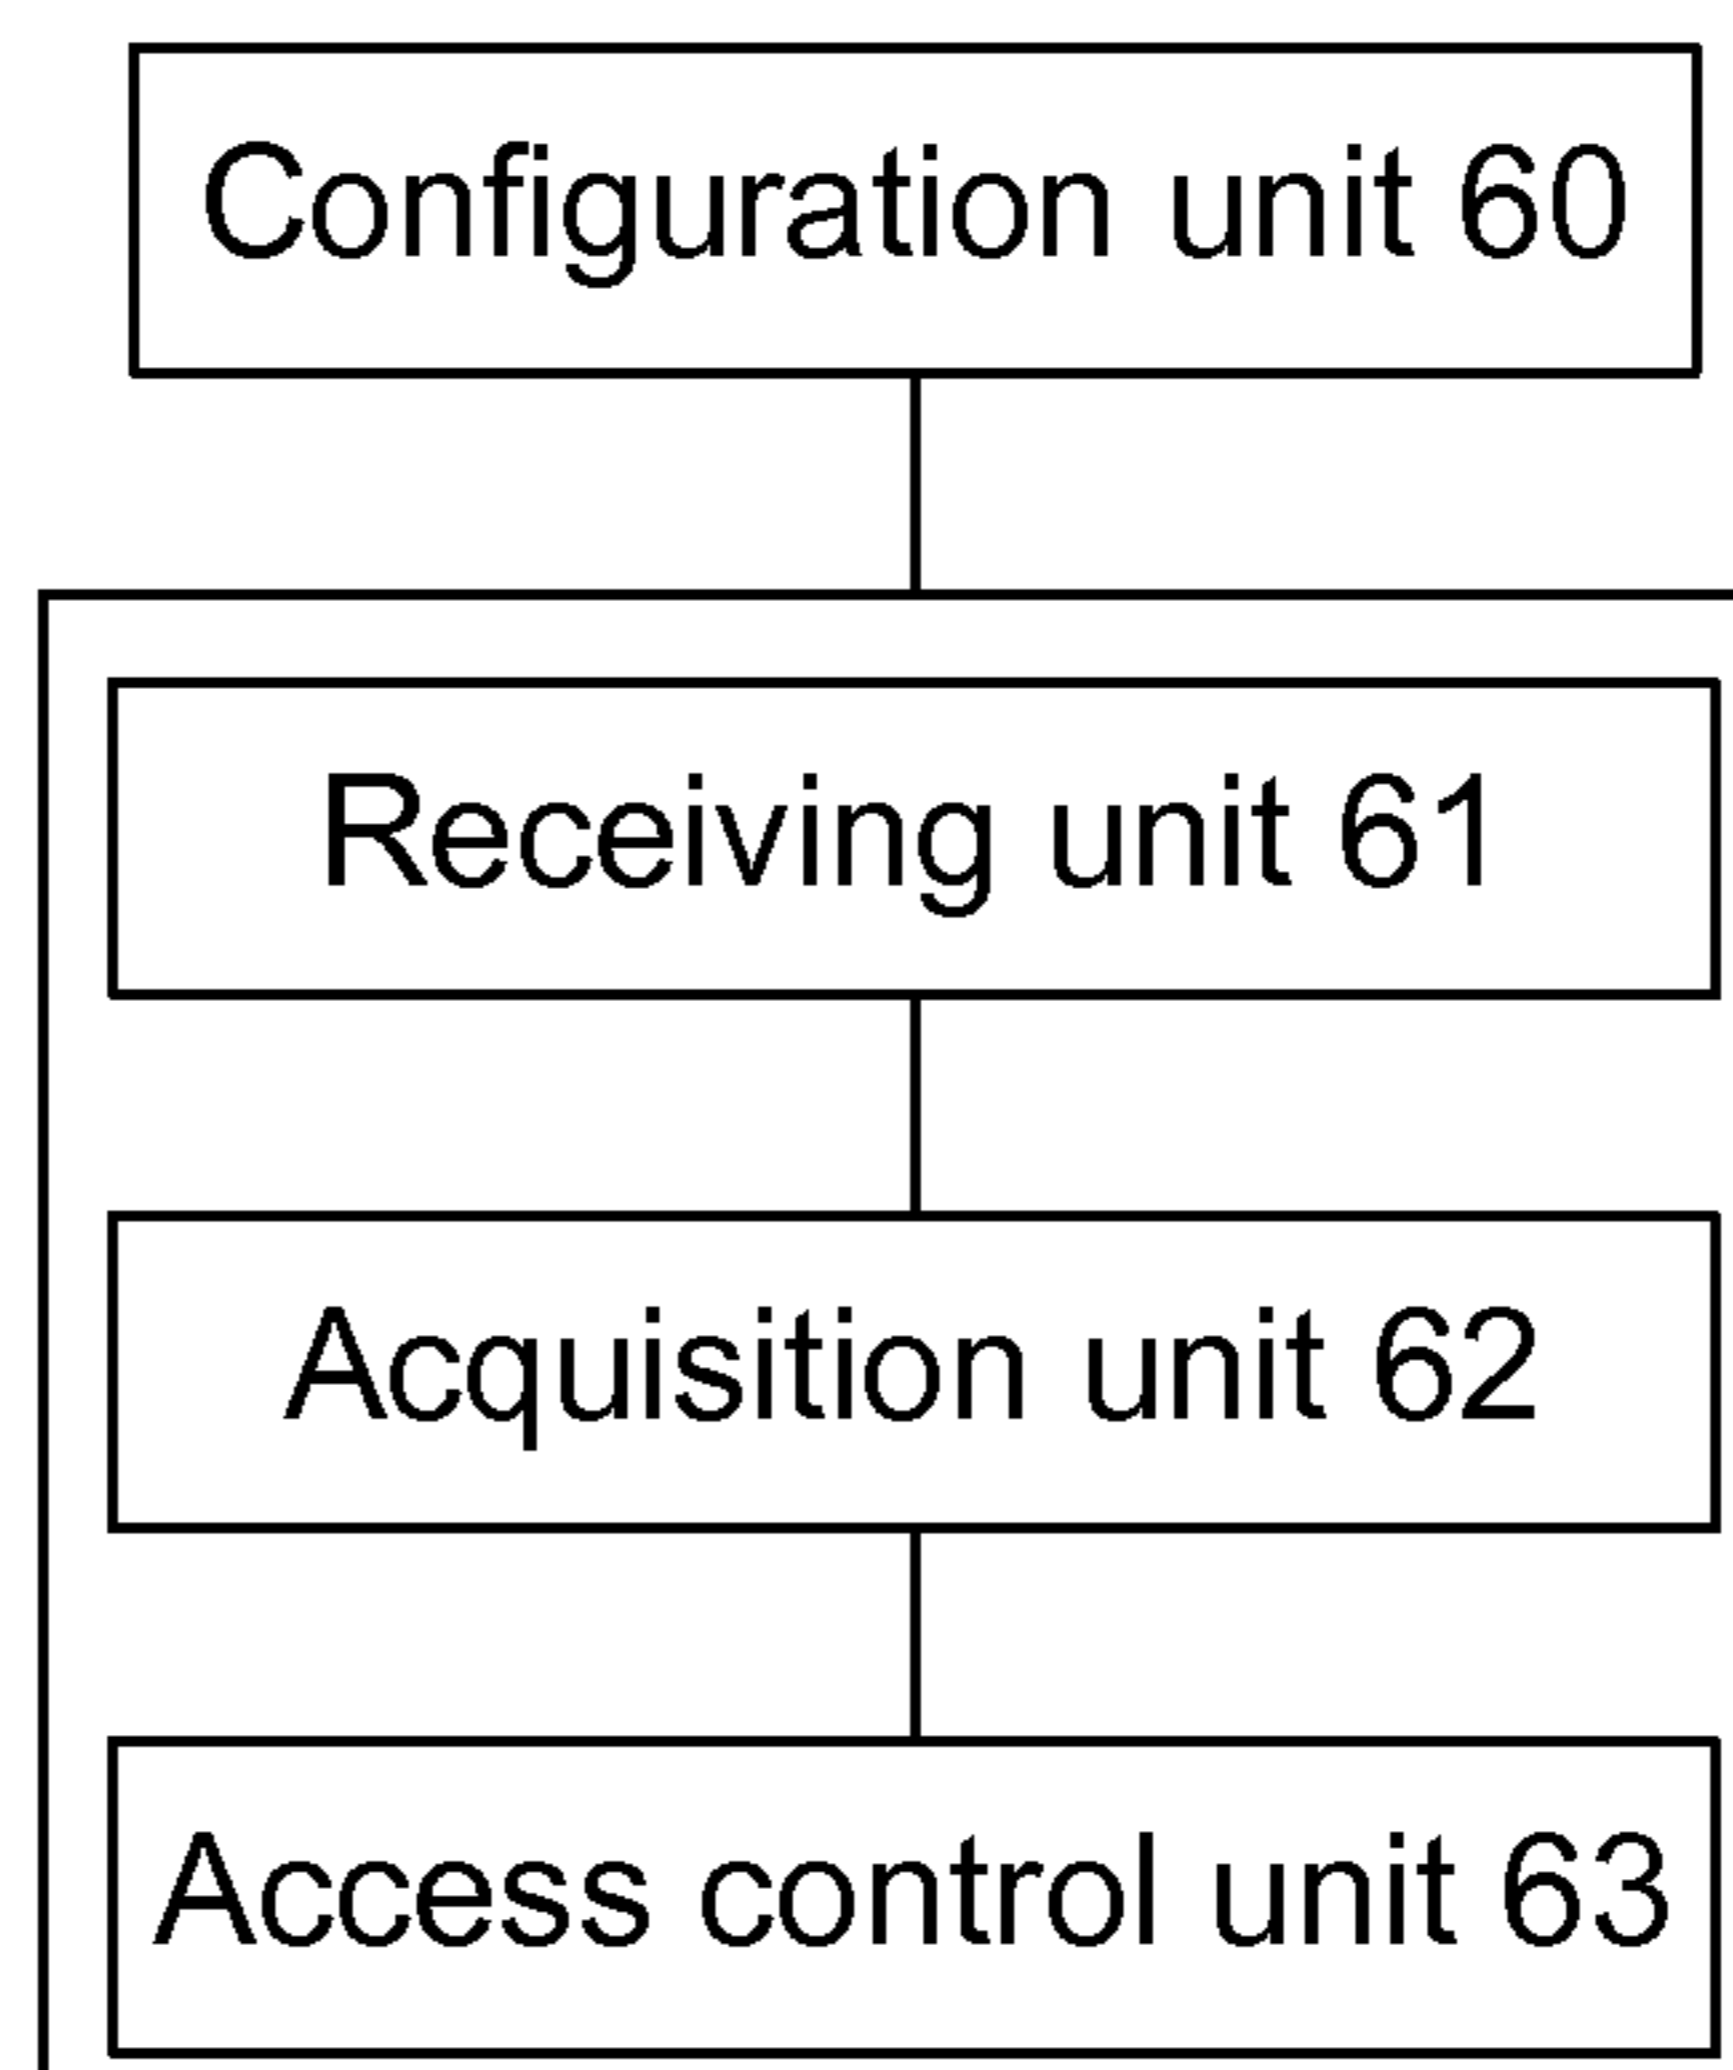 Configuration unit 60
Receiving unit 61
Acquisition unit 62
Access control unit 63